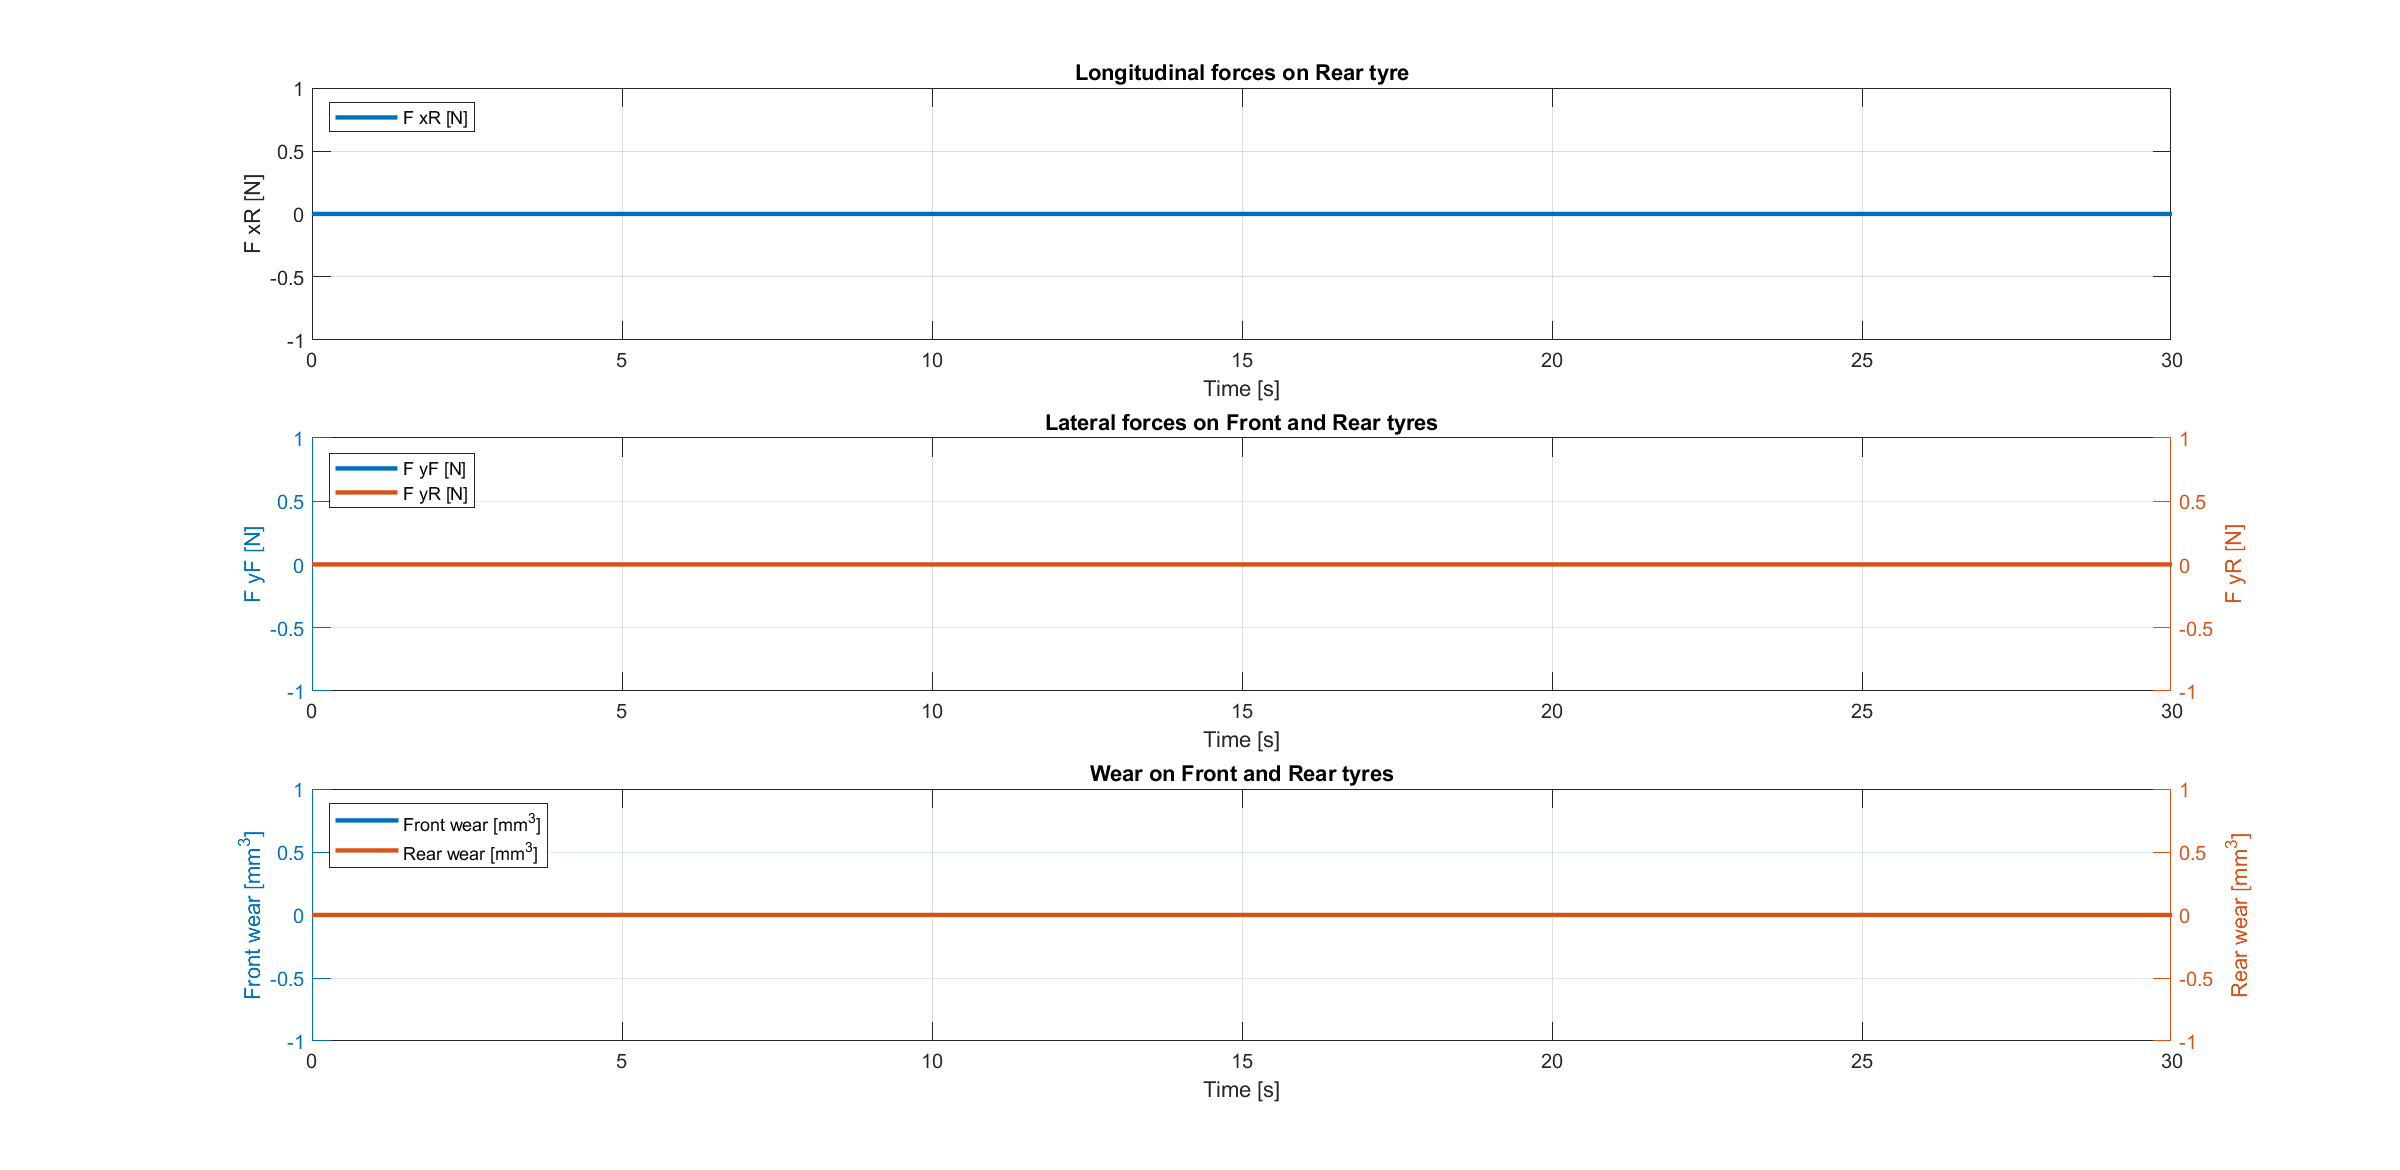 Longitudinal forces on Rear tyre
F xR [N]
F xR [N]
1
0.5
0
-0.5
-1
0 5 10 15 20 25 30
Time [s]
Lateral forces on Front and Rear tyres
F yF [N]
F yR [N]
F yF [N]
1
0.5
0
-0.5
-1
F yR [N]
1
0.5
0
-0.5
-1
0 5 10 15 20 25 30
Time [s]
Wear on Front and Rear tyres
Front wear [mm³]
Rear wear [mm³]
Front wear [mm³]
1
0.5
0
-0.5
-1
Rear wear [mm³]
1
0.5
0
-0.5
-1
0 5 10 15 20 25 30
Time [s]